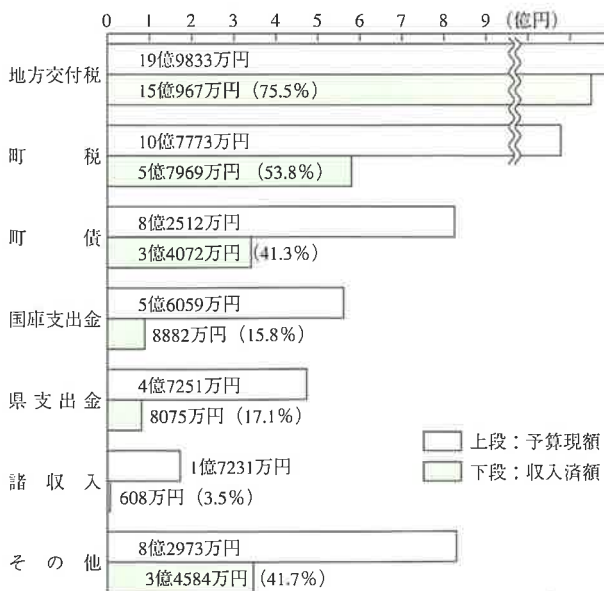 0 1 2 3 4 5 6 7 8 9 (億円)
地方交付税
19億9833万円
15億967万円(75.5%)
町税
10億7773万円
5億7969万円(53.8%)
町債
8億2512万円
3億4072万円(41.3%)
国庫支出金
5億6059万円
8882万円(15.8%)
県支出金
4億7251万円
8075万円(17.1%)
諸収入
1億7231万円
608万円(3.5%)
その他
8億2973万円
3億4584万円(41.7%)
上段:予算現額
下段:収入済額